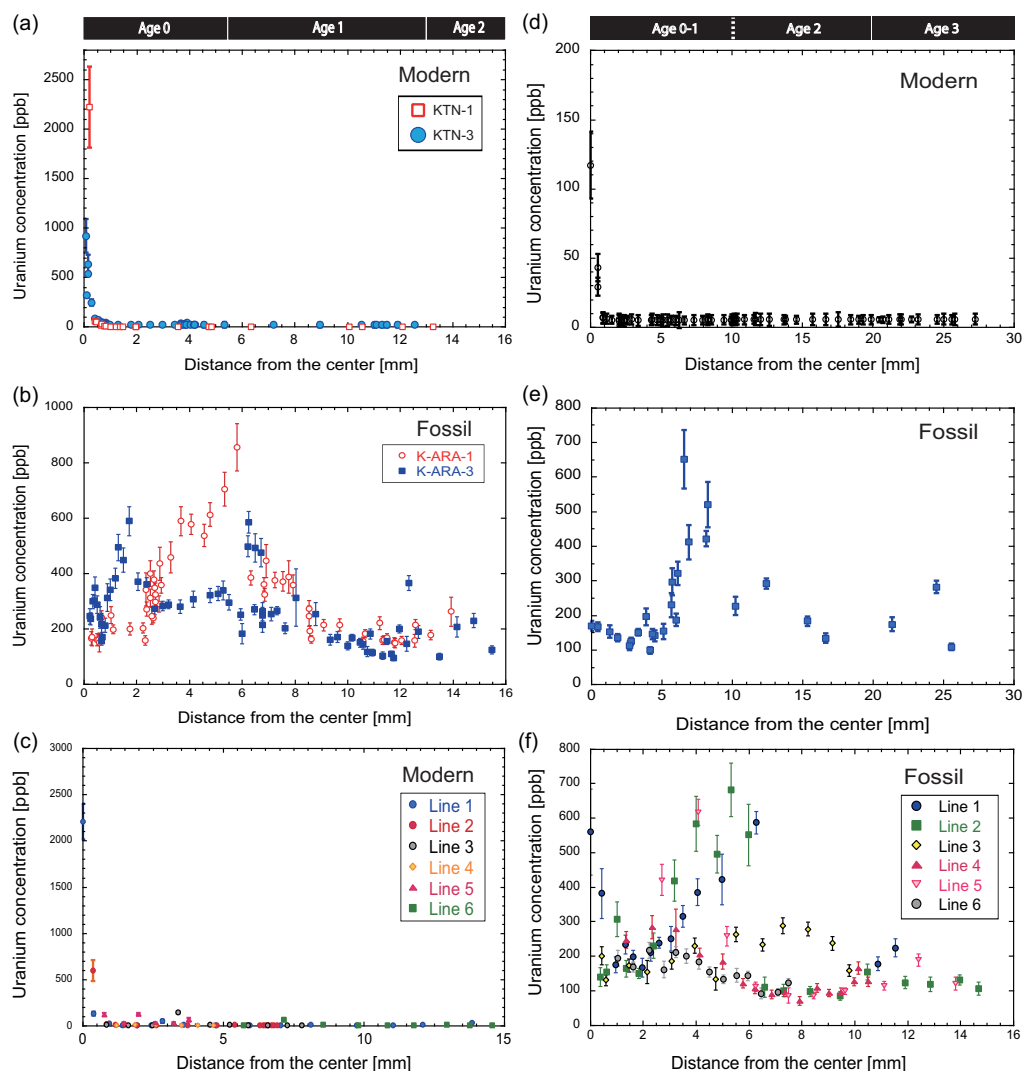 (a)
Age 0 Age 1 Age 2
Uranium concentration [ppb]
2500
2000
1500
1000
500
0
Modern
KTN-1
KTN-3
0 2 4 6 8 10 12 14 16
Distance from the center [mm]
(d)
Age 0-1 Age 2 Age 3
Uranium concentration [ppb]
200
150
100
50
0
Modern
0 5 10 15 20 25 30
Distance from the center [mm]
(b)
Uranium concentration [ppb]
1000
800
600
400
200
0
Fossil
K-ARA-1
K-ARA-3
0 2 4 6 8 10 12 14 16
Distance from the center [mm]
(e)
Uranium concentration [ppb]
800
700
600
500
400
300
200
100
0
Fossil
0 5 10 15 20 25 30
Distance from the center [mm]
(c)
Uranium concentration [ppb]
3000
2500
2000
1500
1000
500
0
Modern
Line 1
Line 2
Line 3
Line 4
Line 5
Line 6
0 5 10 15
Distance from the center [mm]
(f)
Uranium concentration [ppb]
800
700
600
500
400
300
200
100
0
Fossil
Line 1
Line 2
Line 3
Line 4
Line 5
Line 6
0 2 4 6 8 10 12 14 16
Distance from the center [mm]